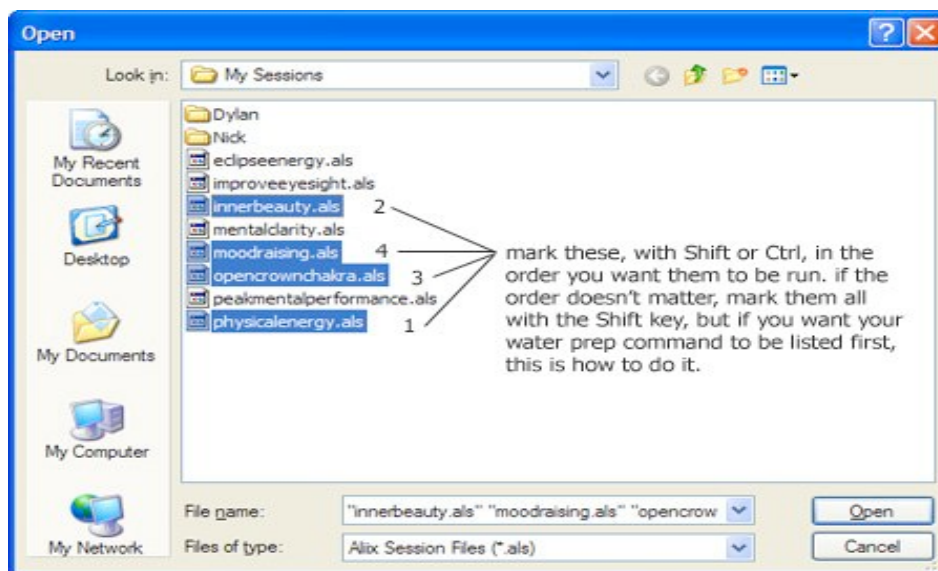 Open
Look in: My Sessions
My Recent
Documents
Desktop
My Documents
My Computer
My Network
Dylan
Nick
eclipseenergy.als
improveeyesight.als
innerbeauty.als 2
mentalclarity.als
moodraising.als 4
opencrownchakra.als 3
peakmentalperformance.als
physicalenergy.als 1
mark these, with Shift or Ctrl, in the
order you want them to be run. if the
order doesn't matter, mark them all
with the Shift key, but if you want your
water prep command to be listed first,
this is how to do it.
File name: "innerbeauty.als" "moodraising.als" "opencrow Open
Files of type: Aliix Session Files (*.als) Cancel